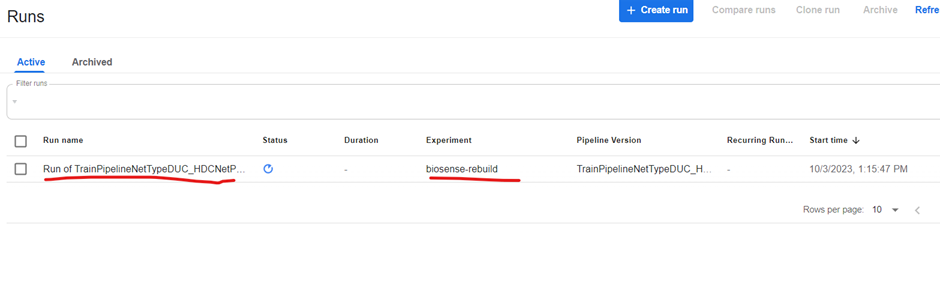 Runs
+ Create run Compare runs Clone run Archive Refre
Active Archived
Filter runs
Run name Status Duration Experiment Pipeline Version Recurring Run... Start time
Run of TrainPipelineNetTypeDUC_HDCNetP... - biosense-rebuild TrainPipelineNetTypeDUC_H... - 10/3/2023, 1:15:47 PM
Rows per page: 10